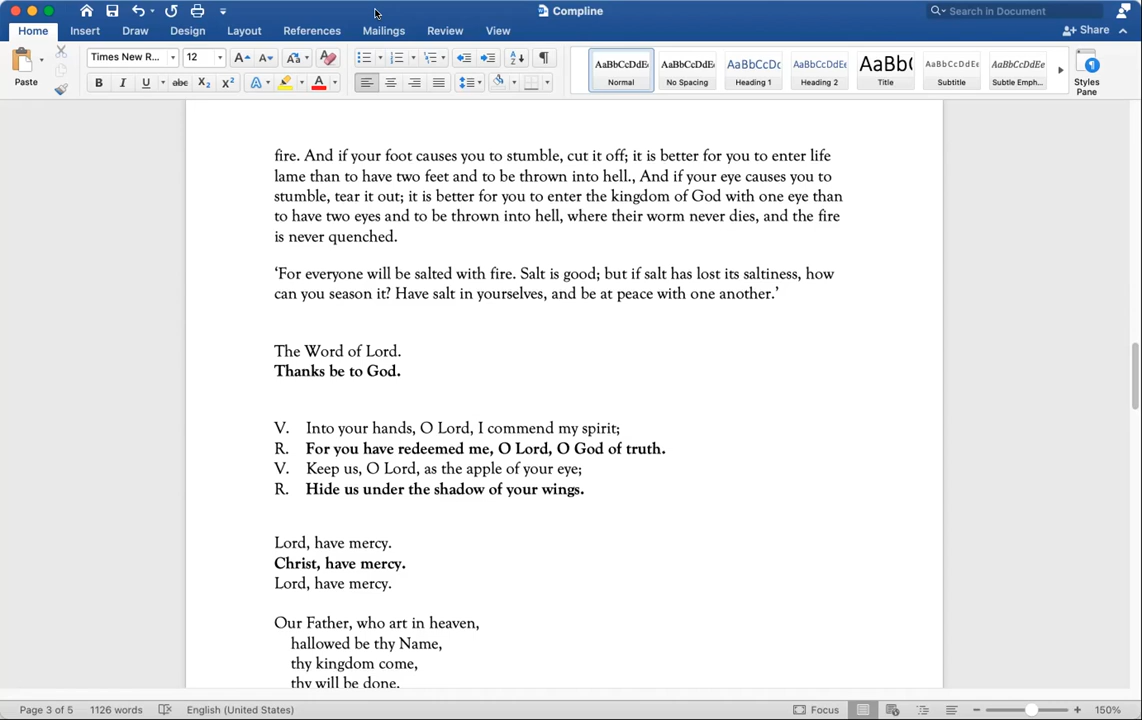 Compline
Search in Document
Home Insert Draw Design Layout References Mailings Review View Share
Paste Times New R... 12 AaBbCcDdEe AaBbCcDdEe AaBbCcDc AaBbCcDdEe AaBbC AaBbCcDdEe AaBbCcDdEe
Normal No Spacing Heading 1 Heading 2 Title Subtitle Subtle Emph... Styles Pane
fire. And if your foot causes you to stumble, cut it off; it is better for you to enter life
lame than to have two feet and to be thrown into hell., And if your eye causes you to
stumble, tear it out; it is better for you to enter the kingdom of God with one eye than
to have two eyes and to be thrown into hell, where their worm never dies, and the fire
is never quenched.
‘For everyone will be salted with fire. Salt is good; but if salt has lost its saltiness, how
can you season it? Have salt in yourselves, and be at peace with one another.’
The Word of Lord.
Thanks be to God.
V. Into your hands, O Lord, I commend my spirit;
R. For you have redeemed me, O Lord, O God of truth.
V. Keep us, O Lord, as the apple of your eye;
R. Hide us under the shadow of your wings.
Lord, have mercy.
Christ, have mercy.
Lord, have mercy.
Our Father, who art in heaven,
hallowed be thy Name,
thy kingdom come,
thy will be done,
Page 3 of 5 1126 words English (United States) Focus 150%